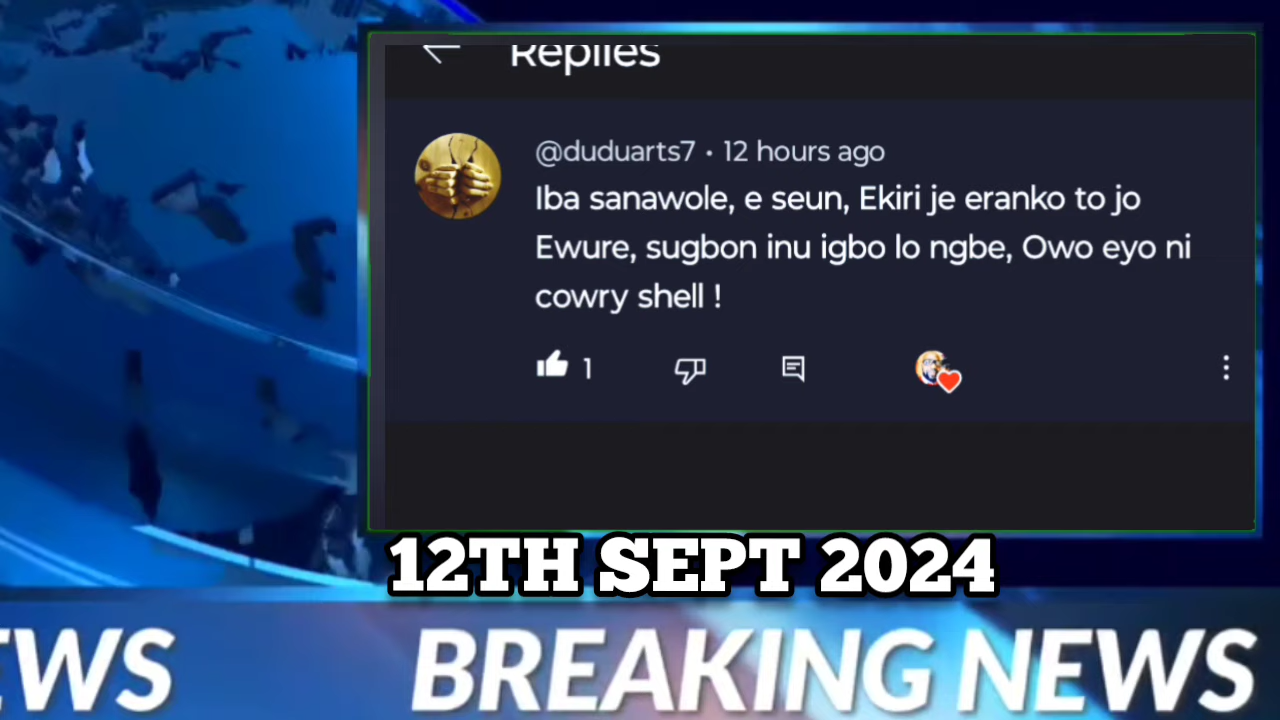 Replies
@duduarts7 • 12 hours ago
Iba sanawole, e seun, Ekiri je eranko to jo
Ewure, sugbon inu igbo lo ngbe, Owo eyo ni
cowry shell !
1
12TH SEPT 2024
EWS BREAKING NEWS